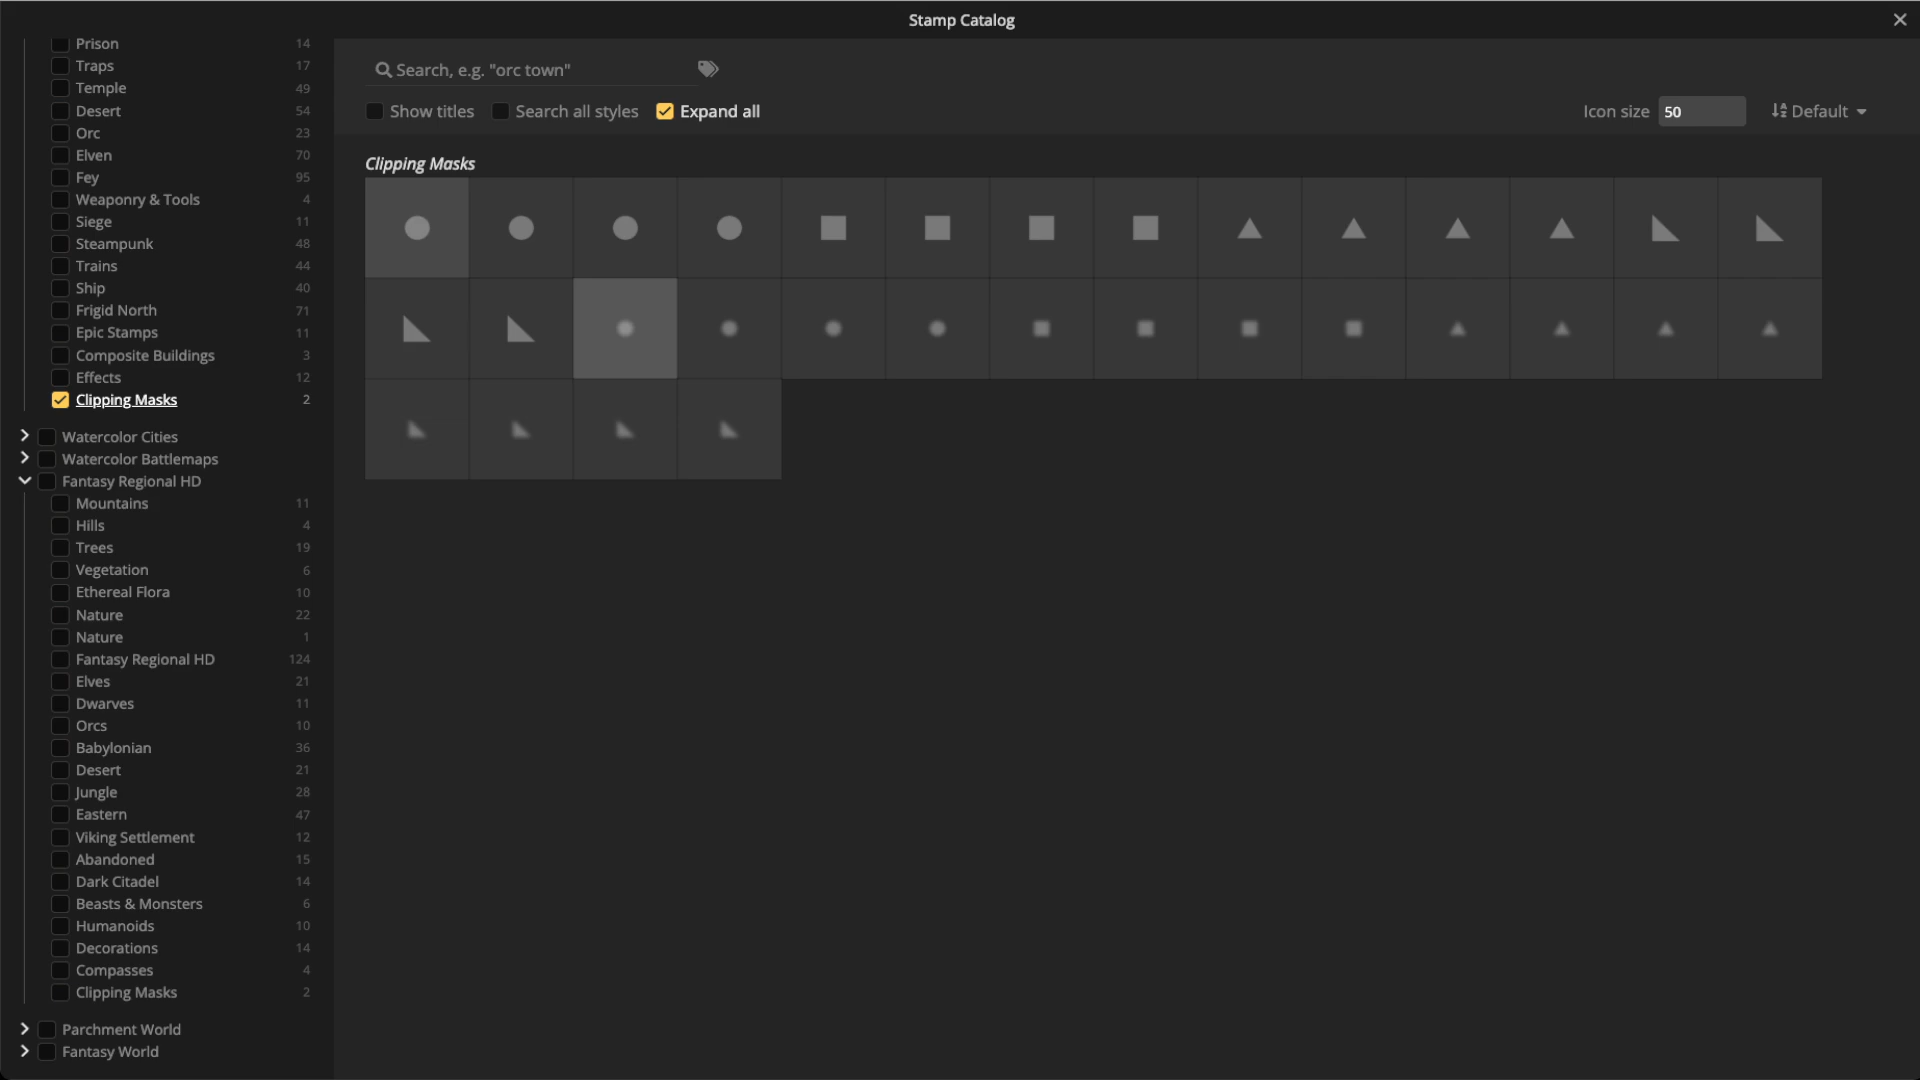 Stamp Catalog
Prison 14
Traps 17
Temple 49
Desert 54
Orc 23
Elven 70
Fey 95
Weaponry & Tools 4
Siege 11
Steampunk 48
Trains 44
Ship 40
Frigid North 71
Epic Stamps 11
Composite Buildings 3
Effects 12
Clipping Masks 2
Watercolor Cities
Watercolor Battlemaps
Fantasy Regional HD
Mountains 11
Hills 4
Trees 19
Vegetation 6
Ethereal Flora 10
Nature 22
Nature 1
Fantasy Regional HD 124
Elves 21
Dwarves 11
Orcs 10
Babylonian 36
Desert 21
Jungle 28
Eastern 47
Viking Settlement 12
Abandoned 15
Dark Citadel 14
Beasts & Monsters 6
Humanoids 10
Decorations 14
Compasses 4
Clipping Masks 2
Parchment World
Fantasy World
Search, e.g. "orc town"
Show titles Search all styles Expand all Icon size 50 Default
Clipping Masks